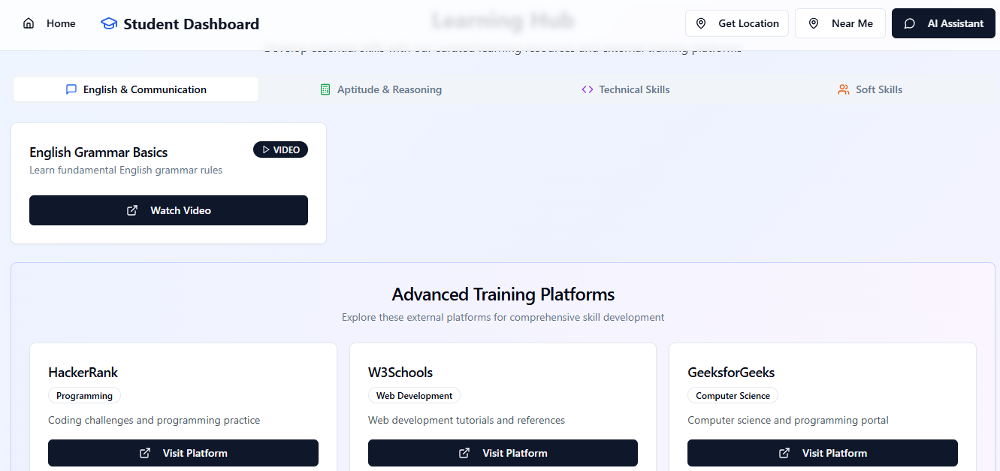 Home
Student Dashboard
Learning Hub
Get Location
Near Me
AI Assistant
Develop essential skills with our curated learning resources and external training platforms
English & Communication
Aptitude & Reasoning
Technical Skills
Soft Skills
English Grammar Basics
VIDEO
Learn fundamental English grammar rules
Watch Video
Advanced Training Platforms
Explore these external platforms for comprehensive skill development
HackerRank
Programming
Coding challenges and programming practice
Visit Platform
W3Schools
Web Development
Web development tutorials and references
Visit Platform
GeeksforGeeks
Computer Science
Computer science and programming portal
Visit Platform